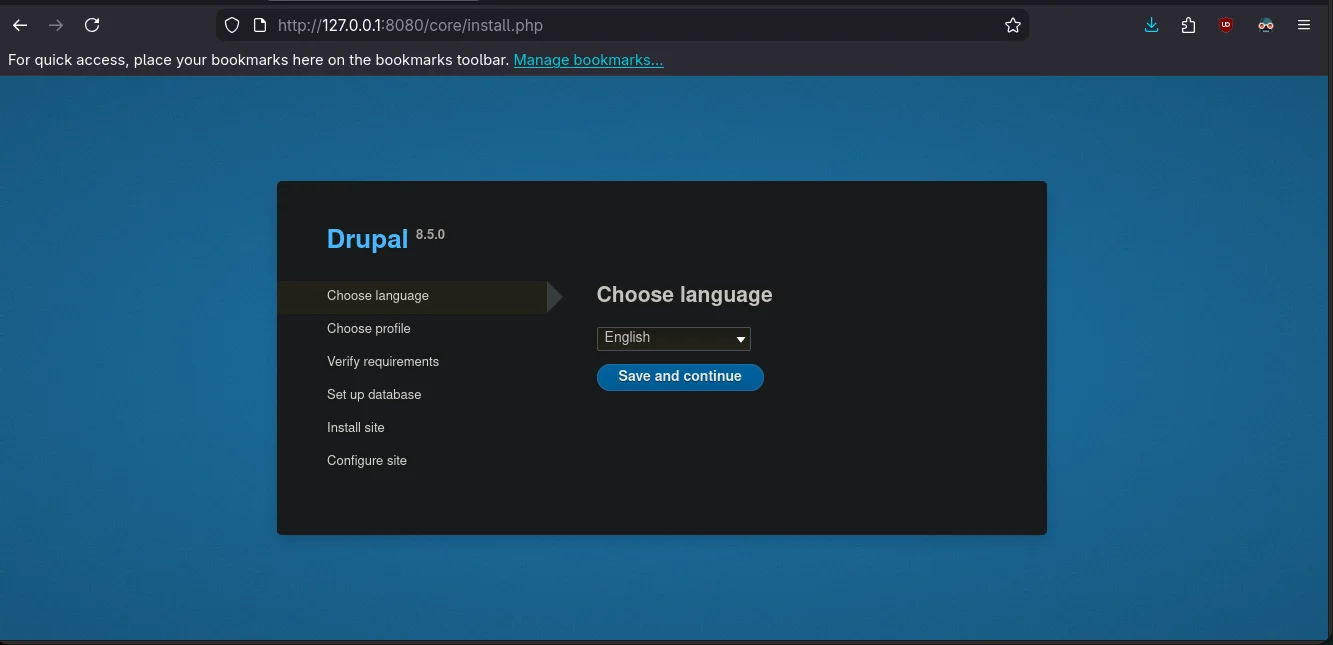 http://127.0.0.1:8080/core/install.php
For quick access, place your bookmarks here on the bookmarks toolbar. Manage bookmarks...
Drupal 8.5.0
Choose language
Choose profile
Verify requirements
Set up database
Install site
Configure site
Choose language
English
Save and continue